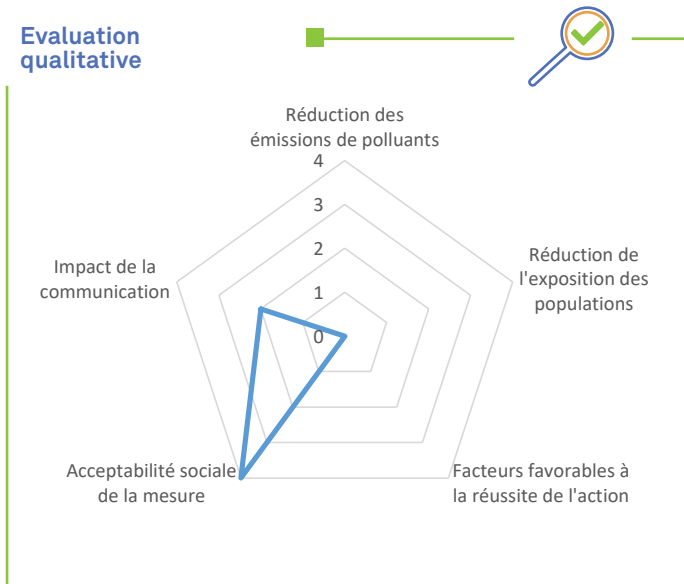 Evaluation
qualitative
Réduction des
émissions de polluants
4
3
2
1
0
Réduction de
l'exposition des
populations
Facteurs favorables à
la réussite de l'action
Acceptabilité sociale
de la mesure
Impact de la
communication